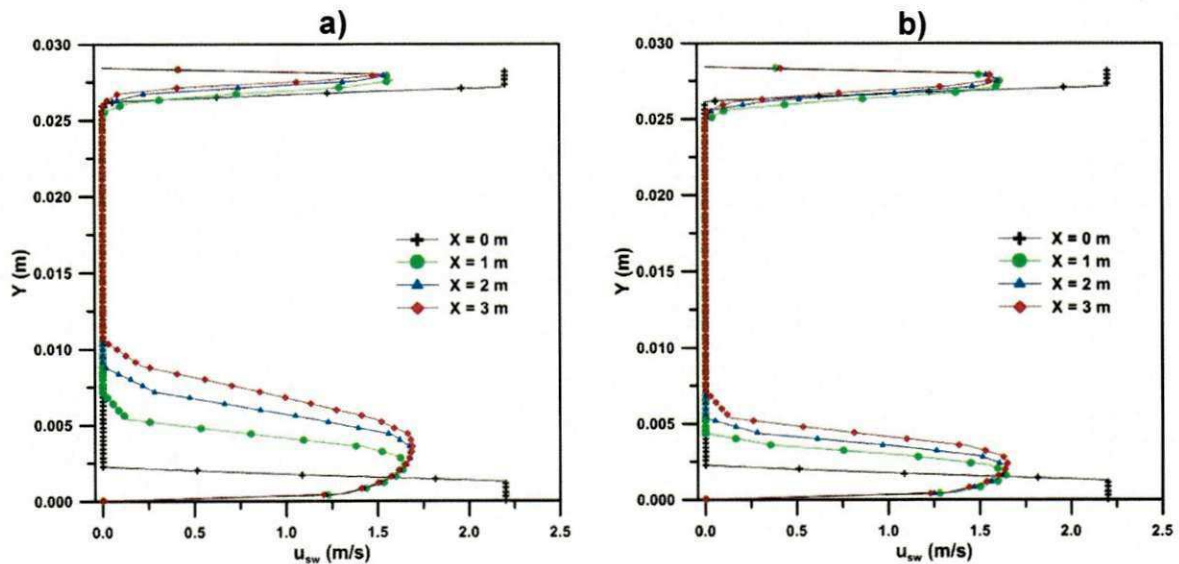 a)
0.030
0.025
0.020
0.015
0.010
0.005
0.000
Y (m)
X = 0 m
X = 1 m
X = 2 m
X = 3 m
0.0 0.5 1.0 1.5 2.0 2.5
usw (m/s)
b)
0.030
0.025
0.020
0.015
0.010
0.005
0.000
Y (m)
X = 0 m
X = 1 m
X = 2 m
X = 3 m
0.0 0.5 1.0 1.5 2.0 2.5
usw (m/s)